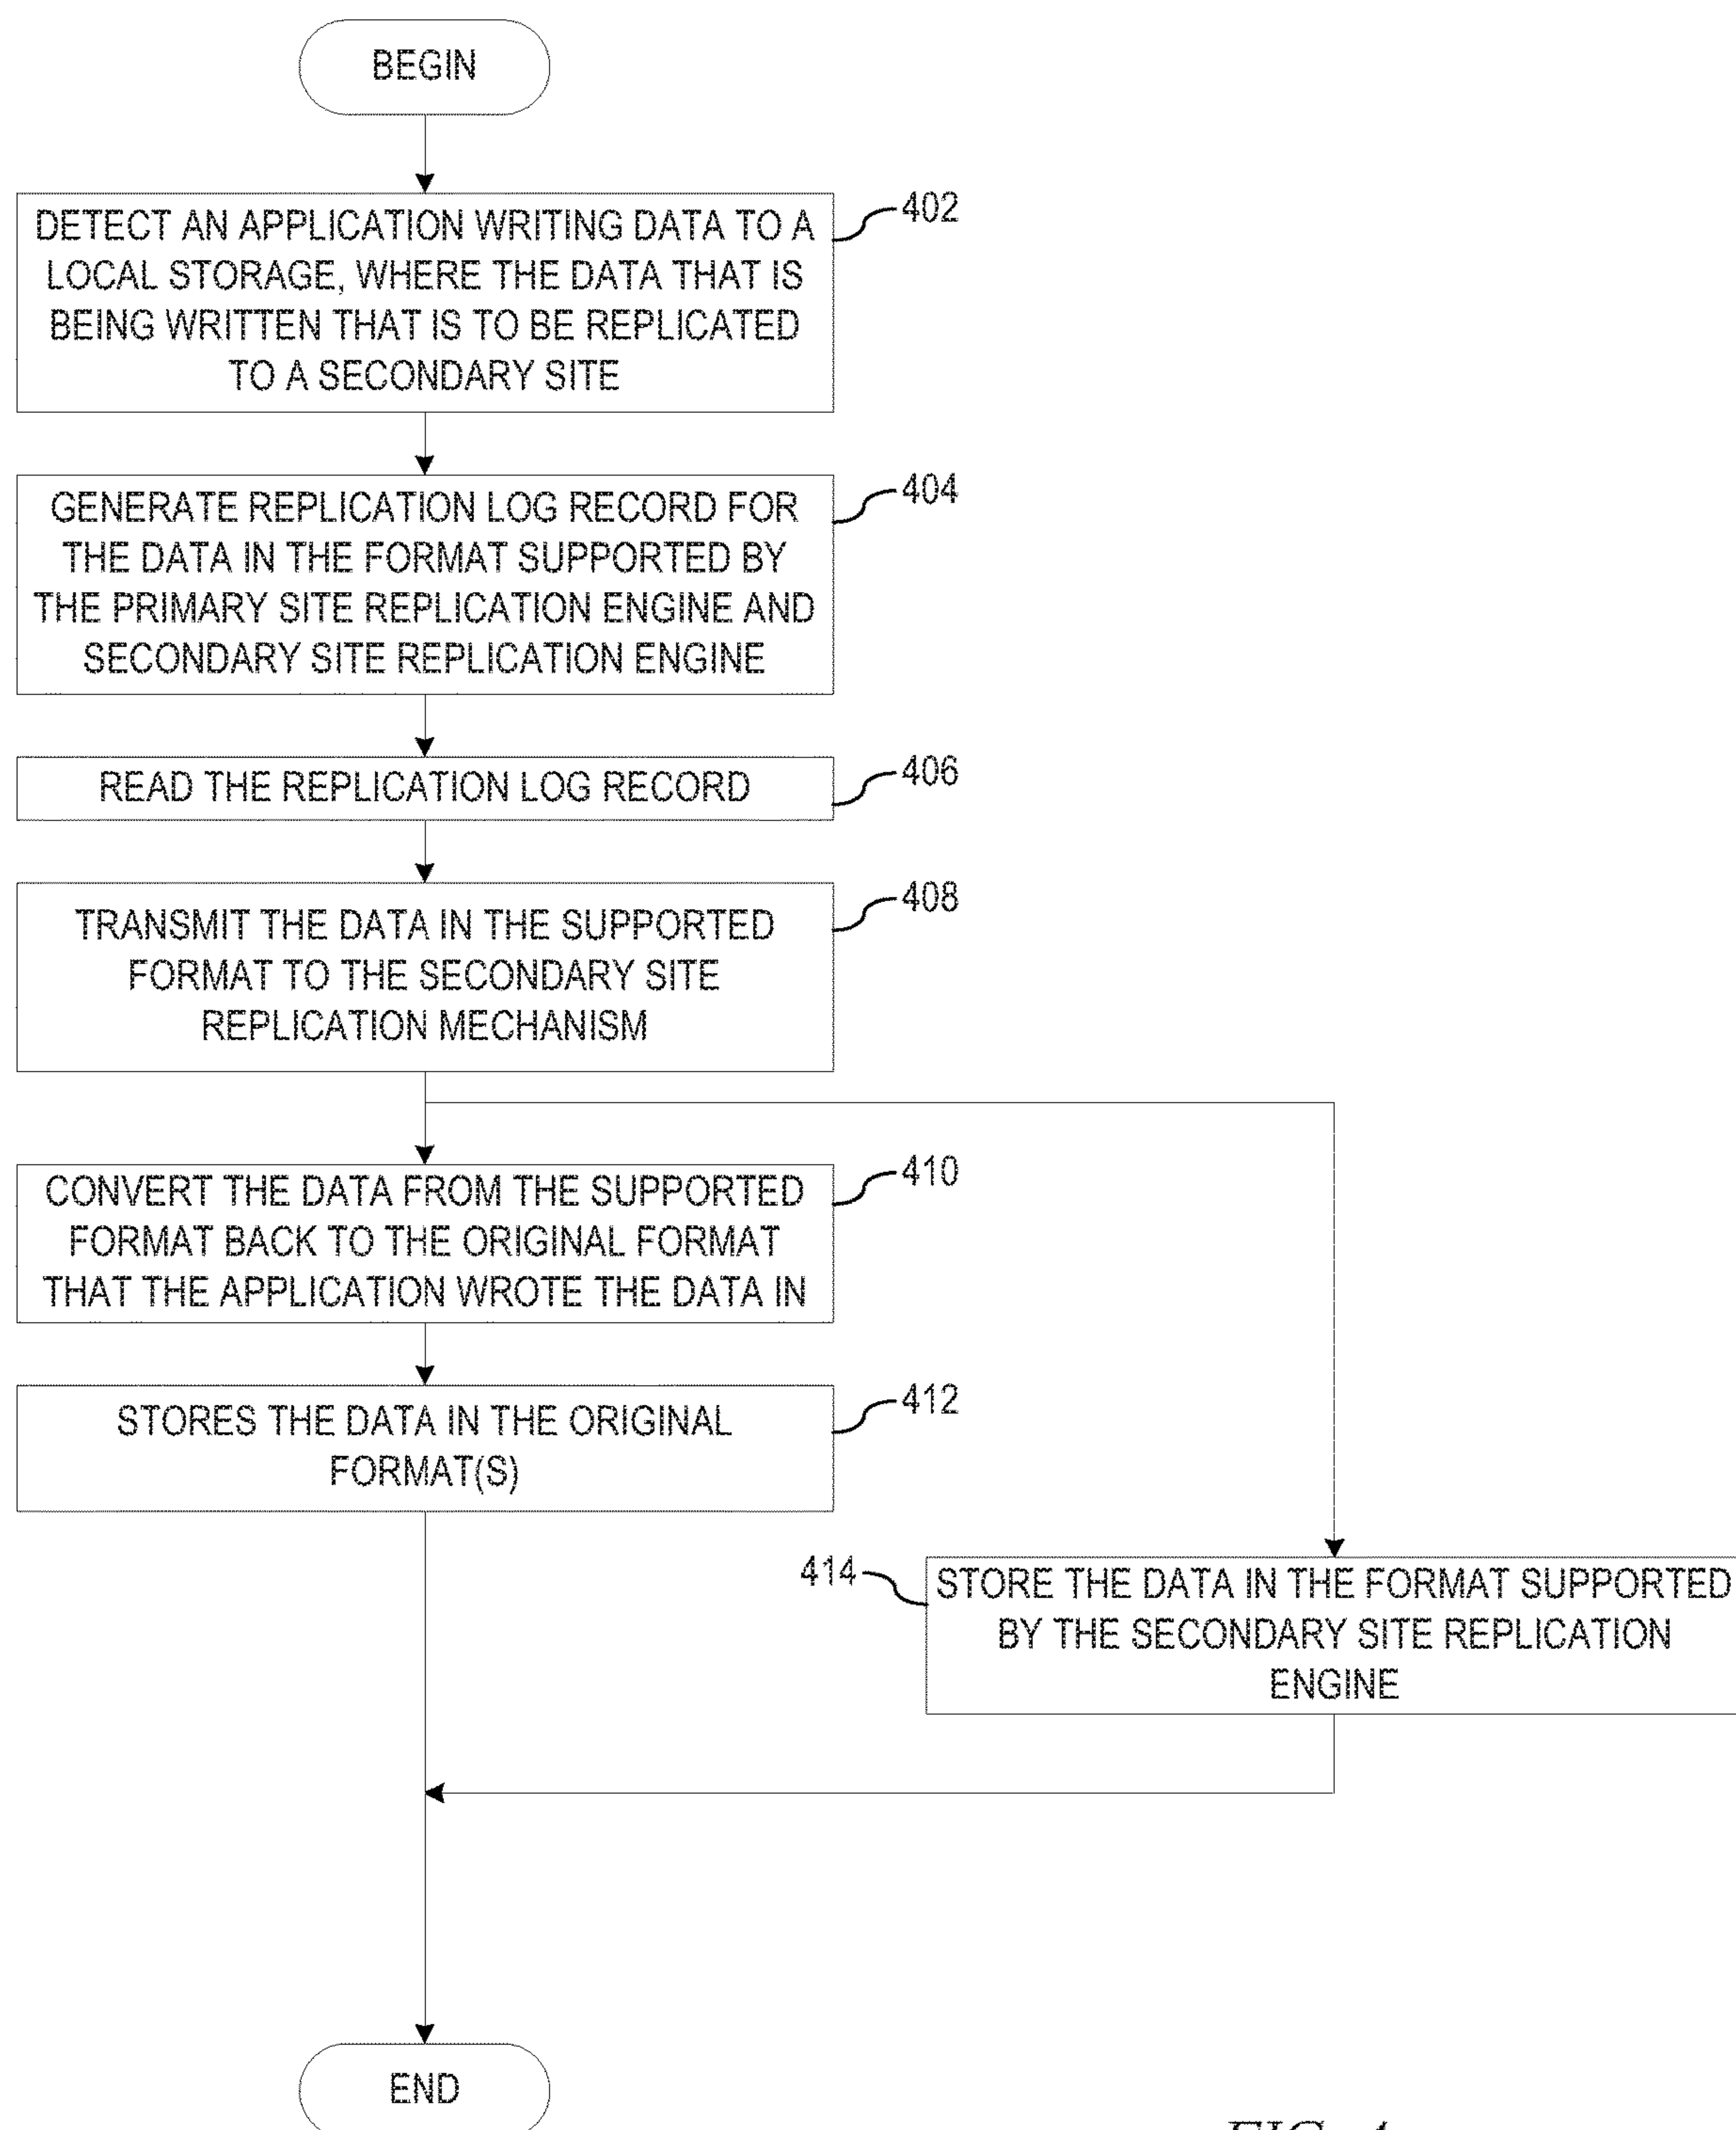 BEGIN
DETECT AN APPLICATION WRITING DATA TO A
LOCAL STORAGE, WHERE THE DATA THAT IS
BEING WRITTEN THAT IS TO BE REPLICATED
TO A SECONDARY SITE
402
GENERATE REPLICATION LOG RECORD FOR
THE DATA IN THE FORMAT SUPPORTED BY
THE PRIMARY SITE REPLICATION ENGINE AND
SECONDARY SITE REPLICATION ENGINE
404
READ THE REPLICATION LOG RECORD
406
TRANSMIT THE DATA IN THE SUPPORTED
FORMAT TO THE SECONDARY SITE
REPLICATION MECHANISM
408
CONVERT THE DATA FROM THE SUPPORTED
FORMAT BACK TO THE ORIGINAL FORMAT
THAT THE APPLICATION WROTE THE DATA IN
410
STORES THE DATA IN THE ORIGINAL
FORMAT(S)
412
414
STORE THE DATA IN THE FORMAT SUPPORTED
BY THE SECONDARY SITE REPLICATION
ENGINE
END